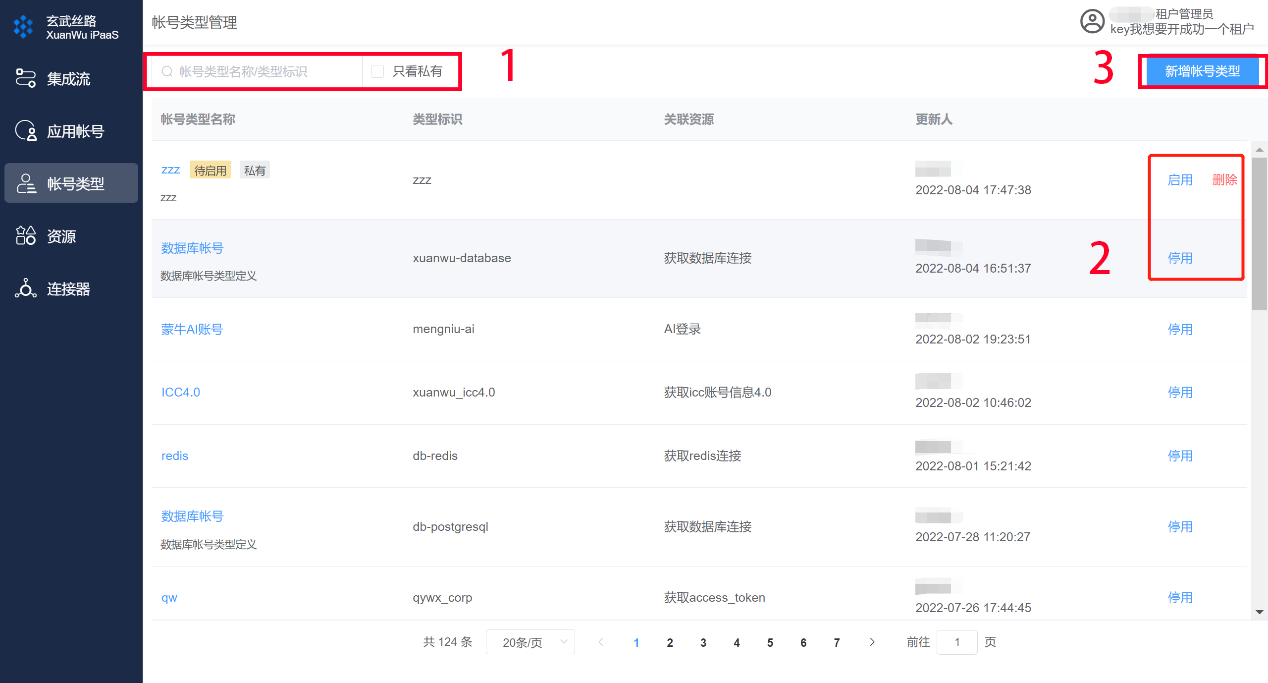 玄武丝路
XuanWu iPaaS
集成流
应用帐号
帐号类型
资源
连接器
帐号类型管理
租户管理员
key我想要开成功一个租户
帐号类型名称/类型标识 只看私有
1
3
新增帐号类型
帐号类型名称 类型标识 关联资源 更新人
zzz 待启用 私有
zzz
zzz
2022-08-04 17:47:38
启用 删除
数据库帐号
数据库帐号类型定义
xuanwu-database
获取数据库连接
2022-08-04 16:51:37
停用
2
蒙牛AI账号
mengniu-ai
AI登录
2022-08-02 19:23:51
停用
ICC4.0
xuanwu_icc4.0
获取icc账号信息4.0
2022-08-02 10:46:02
停用
redis
db-redis
获取redis连接
2022-08-01 15:21:42
停用
数据库帐号
数据库帐号类型定义
db-postgresql
获取数据库连接
2022-07-28 11:20:27
停用
qw
qywx_corp
获取access_token
2022-07-26 17:44:45
停用
共 124 条 20条/页 1 2 3 4 5 6 7 前往 1 页